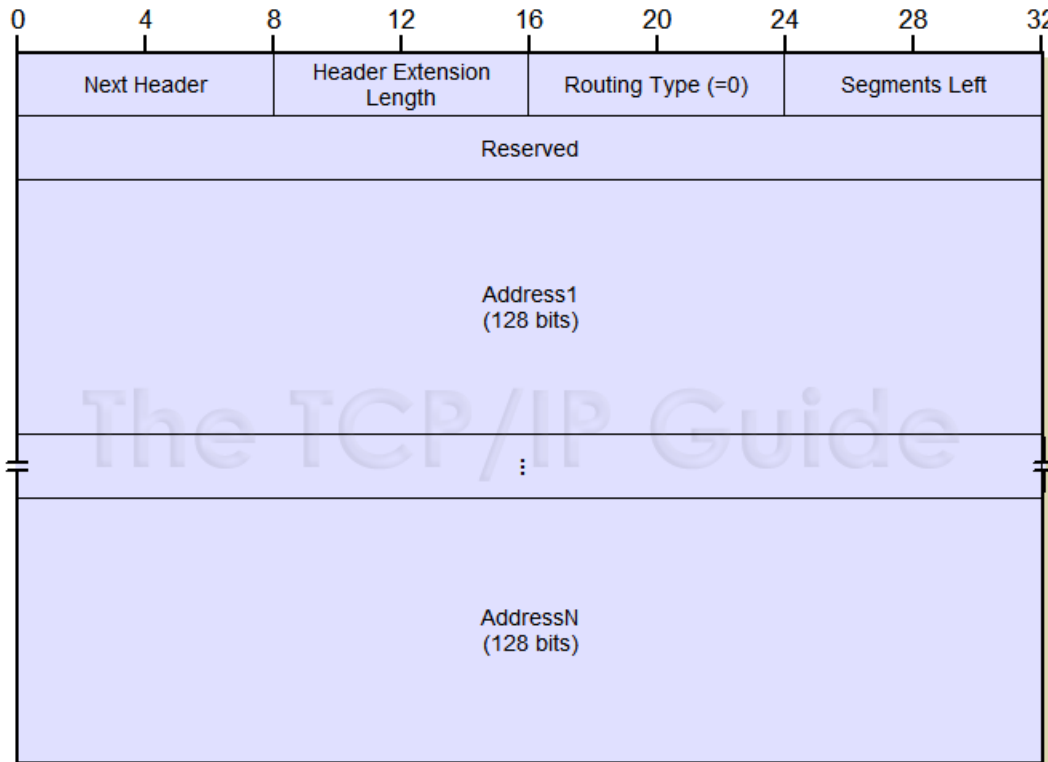 0 4 8 12 16 20 24 28 32
Next Header
Header Extension
Length
Routing Type (=0)
Segments Left
Reserved
Address1
(128 bits)
The TCP/IP Guide
⋮
AddressN
(128 bits)